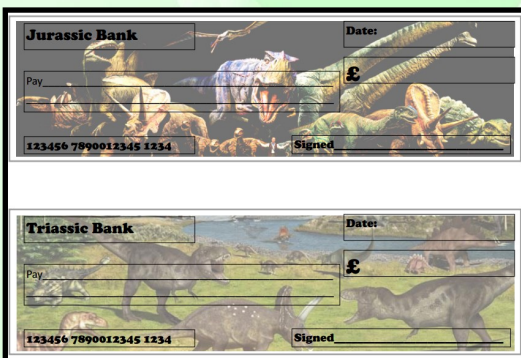 Jurassic Bank
Date:
Pay
£
123456 7890012345 1234
Signed
Triassic Bank
Date:
Pay
£
123456 7890012345 1234
Signed